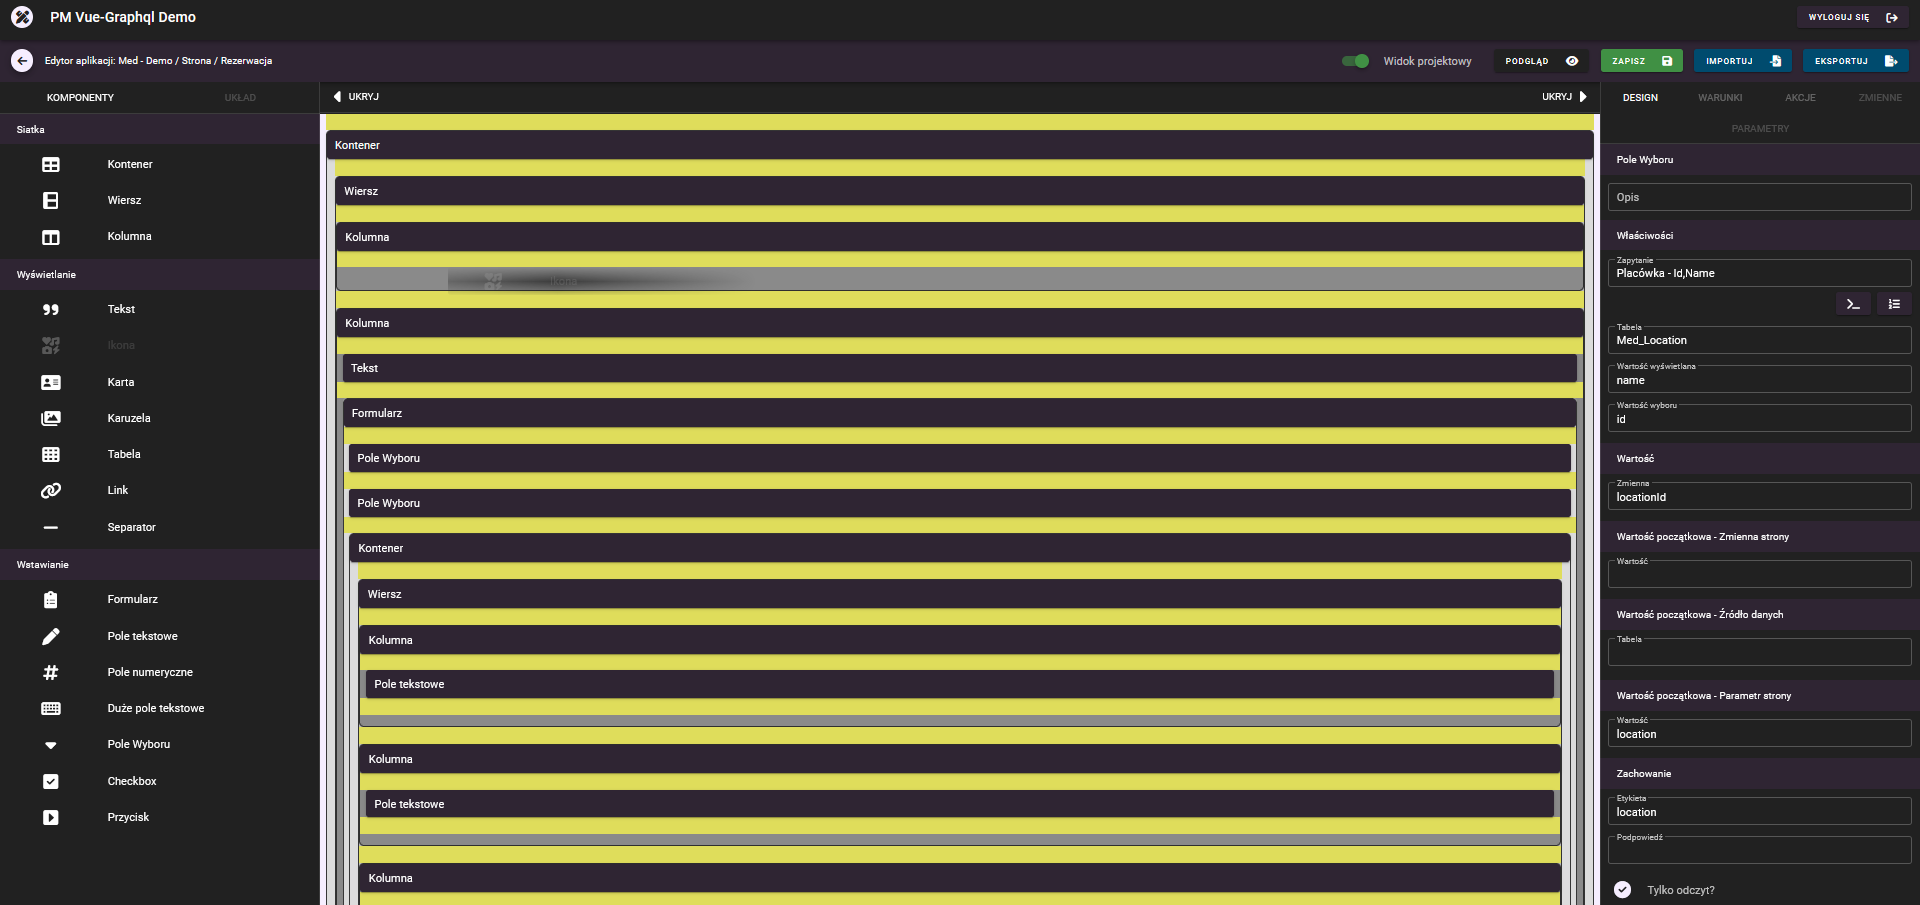 PM Vue-Graphql Demo
WYLOGUJ SIĘ
Edytor aplikacji: Med - Demo / Strona / Rezerwacja
Widok projektowy
PODGLĄD
ZAPISZ
IMPORTUJ
EKSPORTUJ
KOMPONENTY
UKŁAD
Siatka
Kontener
Wiersz
Kolumna
Wyświetlanie
Tekst
Ikona
Karta
Karuzela
Tabela
Link
Separator
Wstawianie
Formularz
Pole tekstowe
Pole numeryczne
Duże pole tekstowe
Pole Wyboru
Checkbox
Przycisk
UKRYJ
UKRYJ
Kontener
Wiersz
Kolumna
Ikona
Kolumna
Tekst
Formularz
Pole Wyboru
Pole Wyboru
Kontener
Wiersz
Kolumna
Pole tekstowe
Kolumna
Pole tekstowe
Kolumna
DESIGN
WARUNKI
AKCJE
ZMIENNE
PARAMETRY
Pole Wyboru
Opis
Właściwości
Zapytanie
Placówka - Id,Name
Tabela
Med_Location
Wartość wyświetlana
name
Wartość wyboru
id
Wartość
Zmienna
locationId
Wartość początkowa - Zmienna strony
Wartość
Wartość początkowa - Źródło danych
Tabela
Wartość początkowa - Parametr strony
Wartość
location
Zachowanie
Etykieta
location
Podpowiedź
Tylko odczyt?